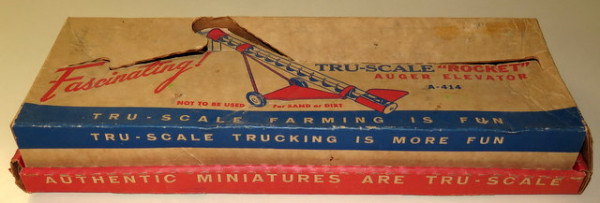 Fascinating!
TRU-SCALE "ROCKET"
AUGER ELEVATOR
A-414
NOT TO BE USED For SAND or DIRT
TRU-SCALE FARMING IS FUN
TRU-SCALE TRUCKING IS MORE FUN
AUTHENTIC MINIATURES ARE TRU-SCALE